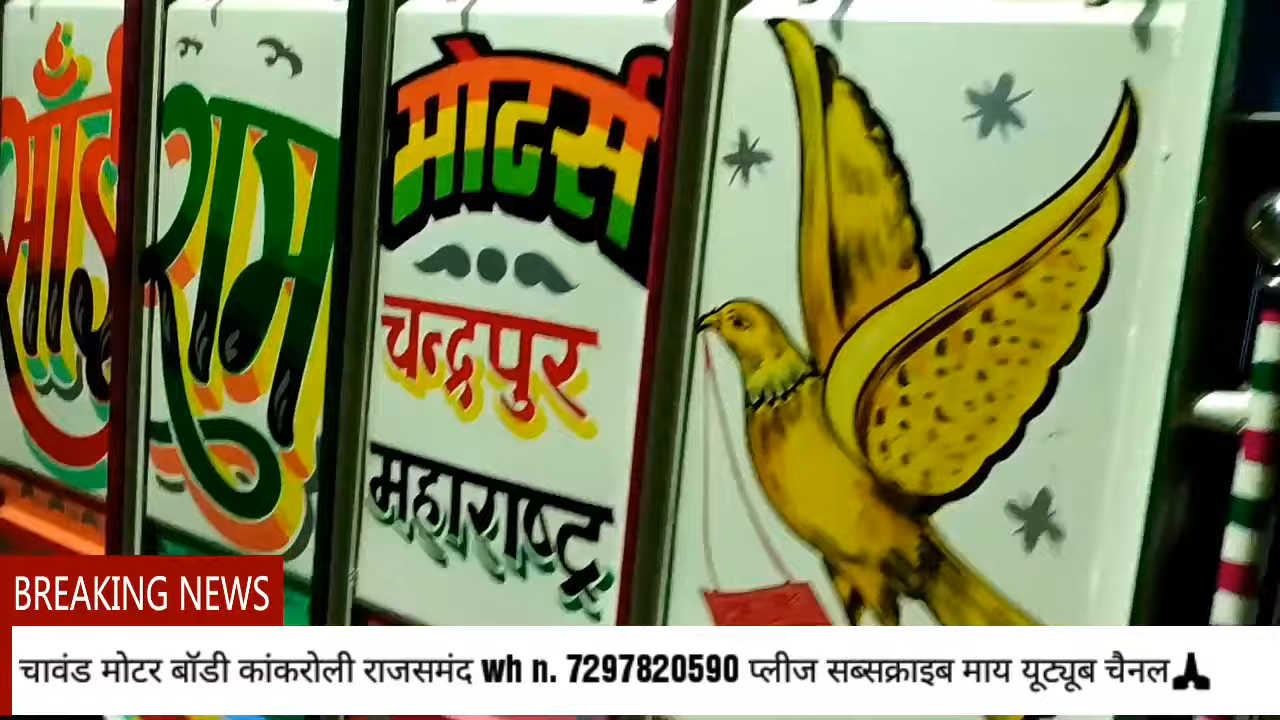 साँई
राम
मोटर्स
चन्द्रपुर
महाराष्ट्र
BREAKING NEWS
चावंड मोटर बॉडी कांकरोली राजसमंद wh n. 7297820590 प्लीज सब्सक्राइब माय यूट्यूब चैनल